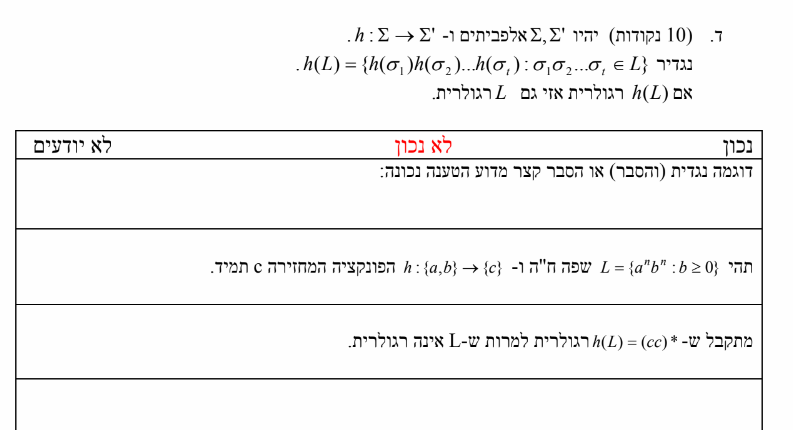 ד. (10 נקודות) יהיו Σ, Σ' אלפביתים ו- h : Σ → Σ'.
נגדיר h(L) = {h(σ₁)h(σ₂)...h(σₜ) : σ₁σ₂...σₜ ∈ L}.
אם h(L) רגולרית אזי גם L רגולרית.
נכון לא נכון לא יודעים
דוגמה נגדית (והסבר) או הסבר קצר מדוע הטענה נכונה:
תהי L = {aⁿbⁿ : b ≥ 0} שפה ח"ה ו- h : {a,b} → {c} הפונקציה המחזירה c תמיד.
מתקבל ש- h(L) = (cc)* רגולרית למרות ש-L אינה רגולרית.